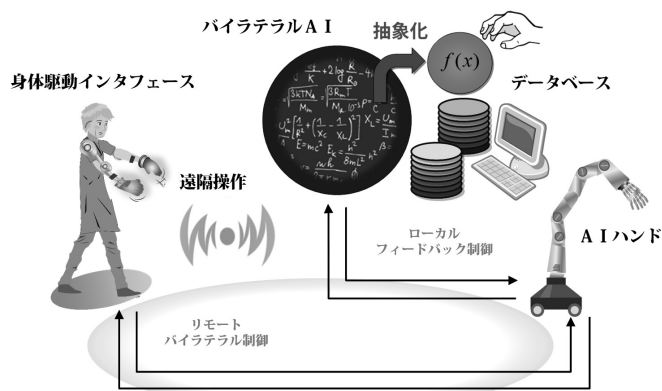 バイラテラルＡＩ
抽象化
f(x)
身体駆動インタフェース
データベース
遠隔操作
E=mc²
ローカル
フィードバック制御
ＡＩハンド
リモート
バイラテラル制御